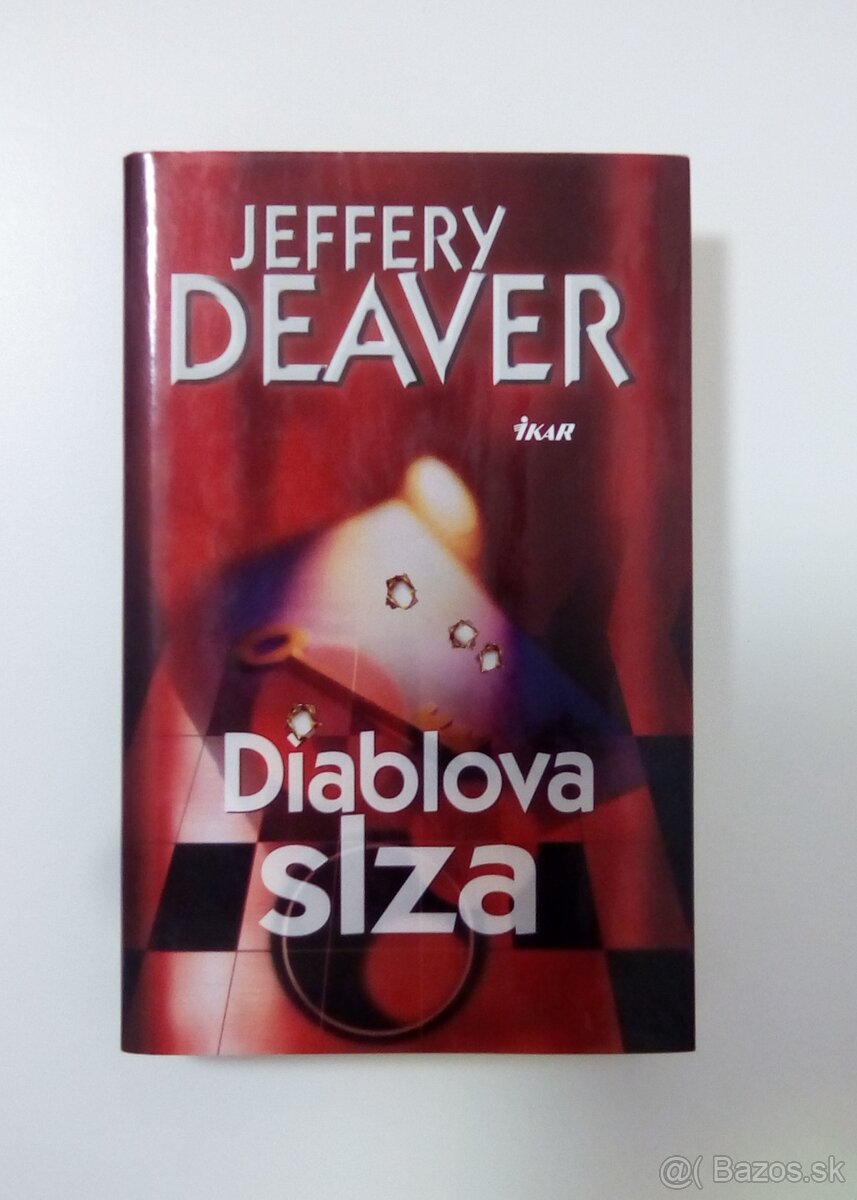 JEFFERY
DEAVER
iKAR
Diablova
slza
@( Bazos.sk